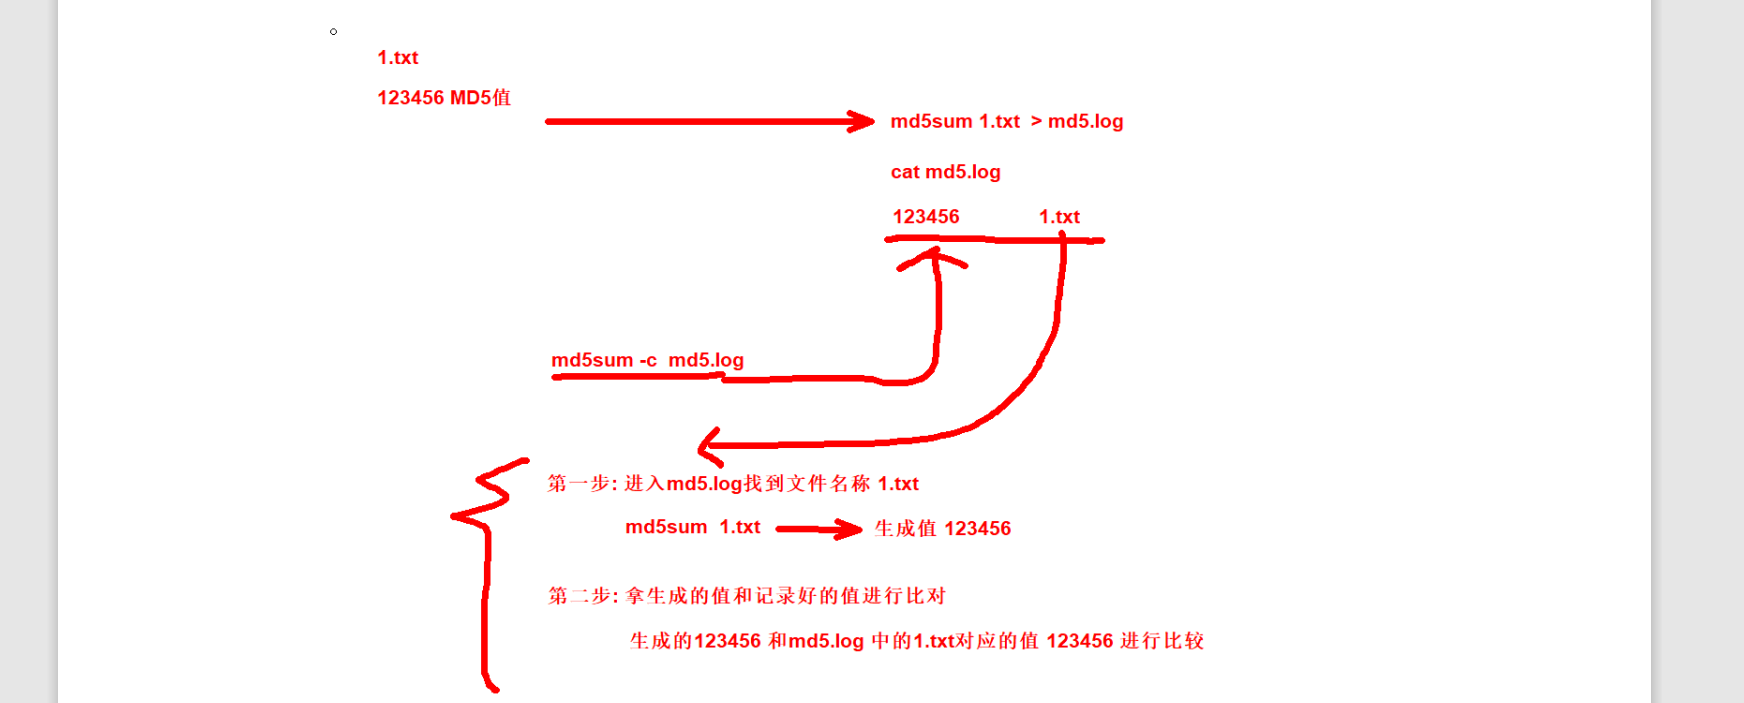 1.txt
123456 MD5值
md5sum 1.txt > md5.log
cat md5.log
123456 1.txt
md5sum -c md5.log
第一步: 进入md5.log找到文件名称 1.txt
md5sum 1.txt 生成值 123456
第二步: 拿生成的值和记录好的值进行比对
生成的123456 和md5.log 中的1.txt对应的值 123456 进行比较